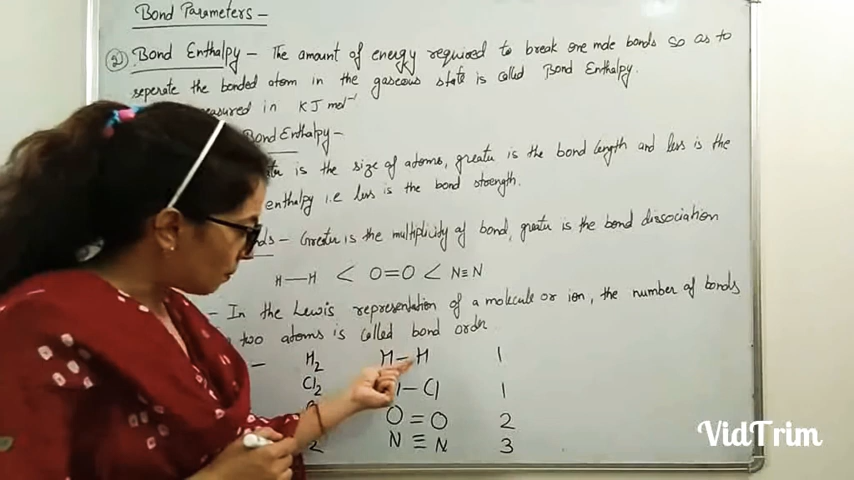 Bond Parameters -
(2) Bond Enthalpy - The amount of energy required to break one mole bonds so as to
seperate the bonded atom in the gaseous state is called Bond Enthalpy.
measured in KJ mol⁻¹
Bond Enthalpy -
is the size of atoms, greater is the bond length and less is the
enthalpy i.e less is the bond strength.
- Greater is the multiplicity of bond, greater is the bond dissociation
H—H < O=O < N≡N
- In the Lewis representation of a molecule or ion, the number of bonds
two atoms is called bond order
- H₂ H—H 1
Cl₂ — Cl 1
O = O 2
2 N ≡ N 3
VidTrim